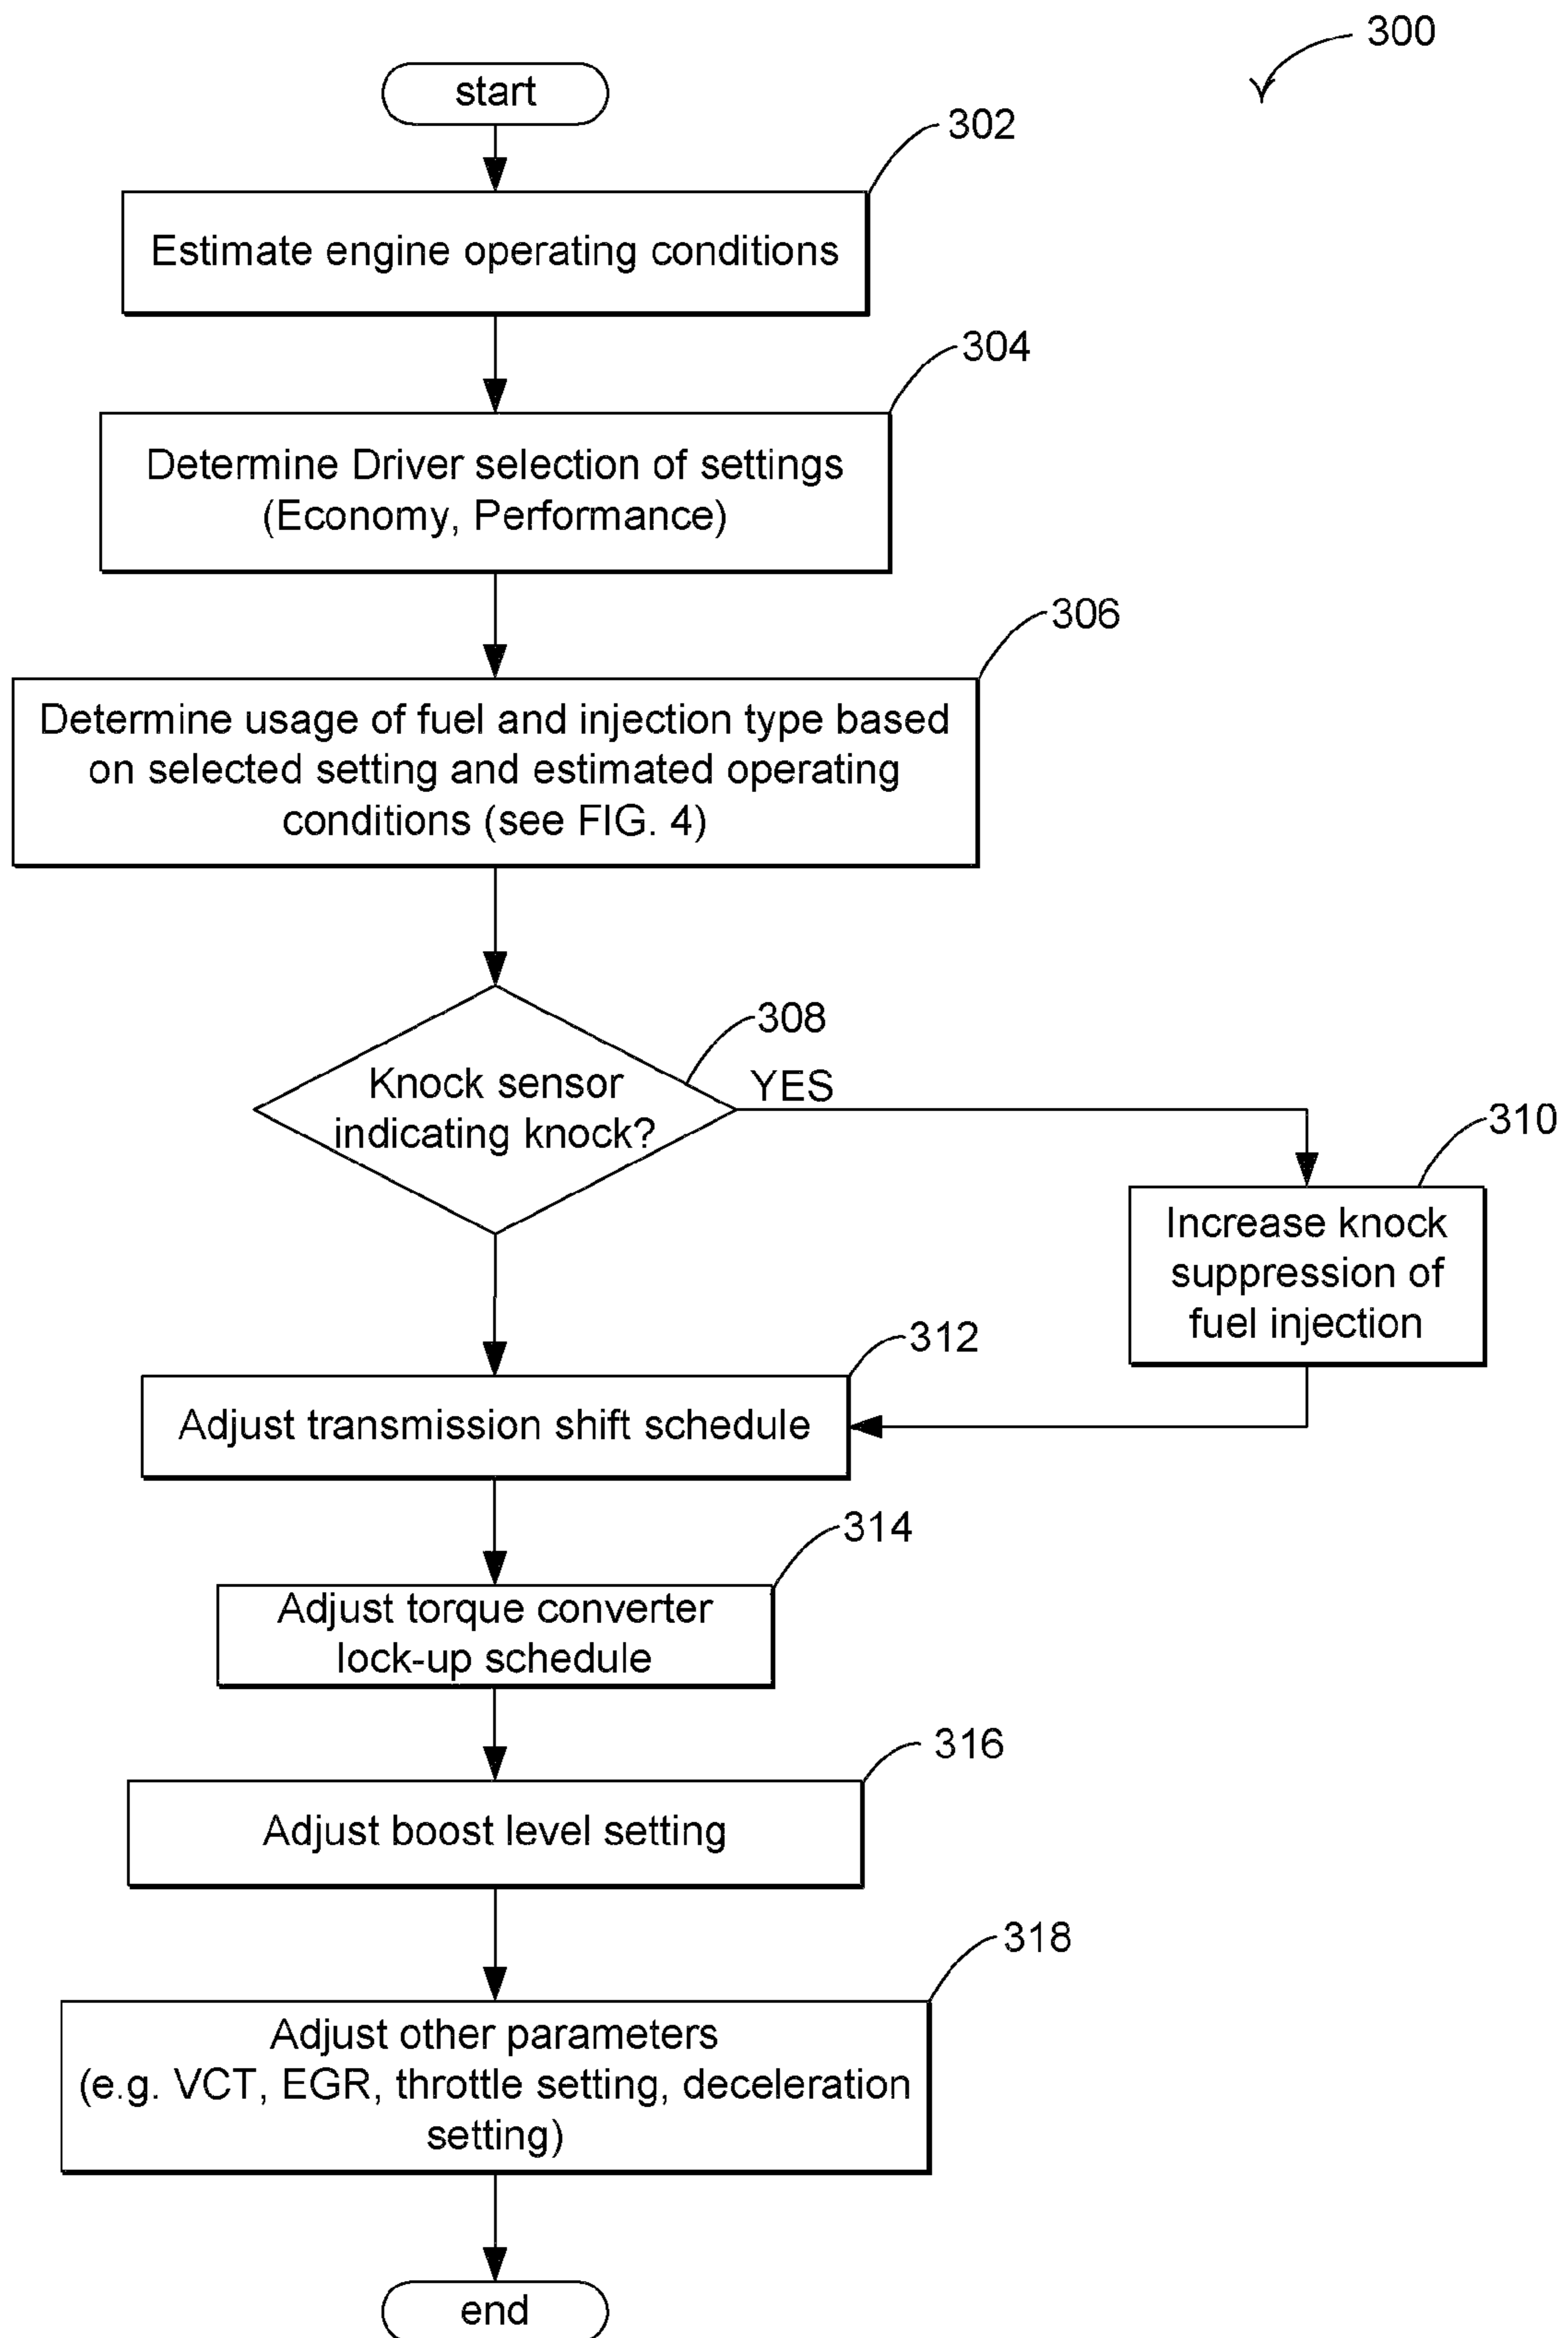 300
start
302
Estimate engine operating conditions
304
Determine Driver selection of settings
(Economy, Performance)
306
Determine usage of fuel and injection type based
on selected setting and estimated operating
conditions (see FIG. 4)
308
Knock sensor
indicating knock?
YES
310
Increase knock
suppression of
fuel injection
312
Adjust transmission shift schedule
314
Adjust torque converter
lock-up schedule
316
Adjust boost level setting
318
Adjust other parameters
(e.g. VCT, EGR, throttle setting, deceleration
setting)
end